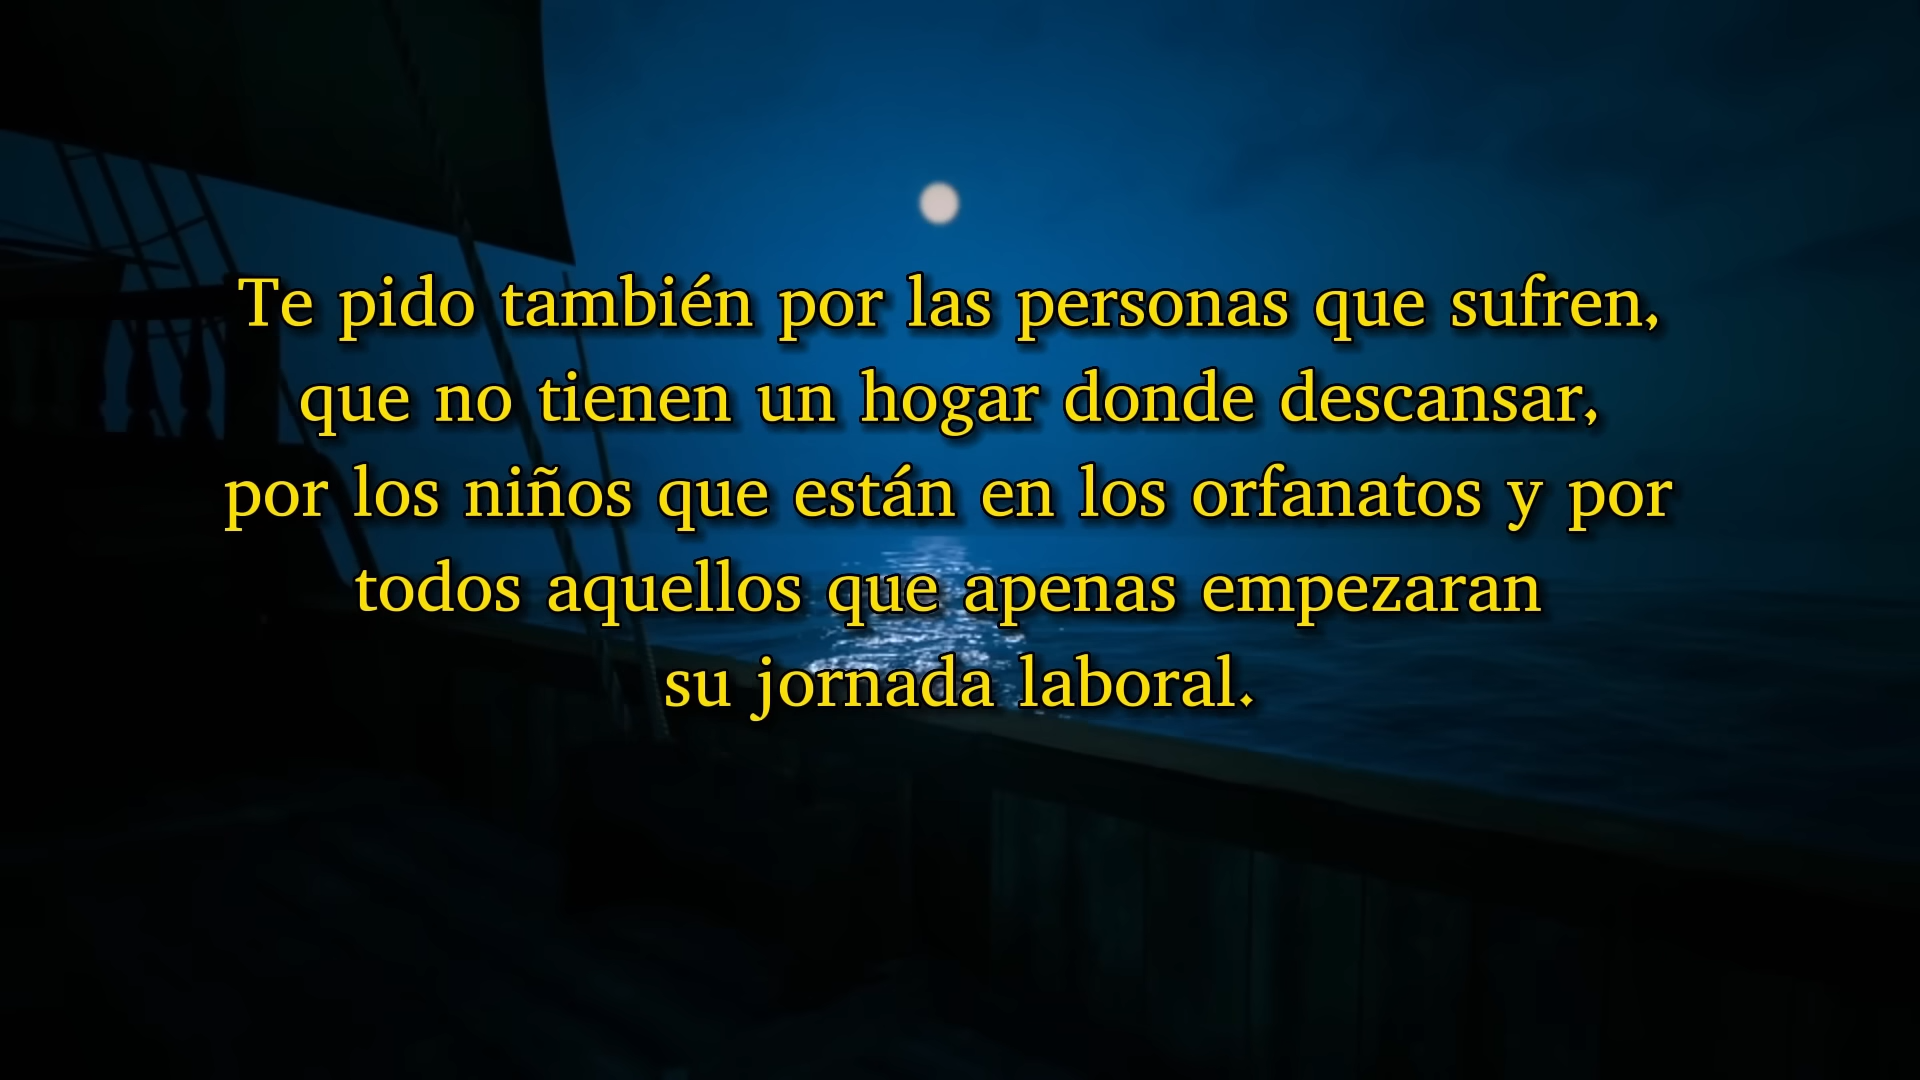 Te pido también por las personas que sufren,
que no tienen un hogar donde descansar,
por los niños que están en los orfanatos y por
todos aquellos que apenas empezaran
su jornada laboral.